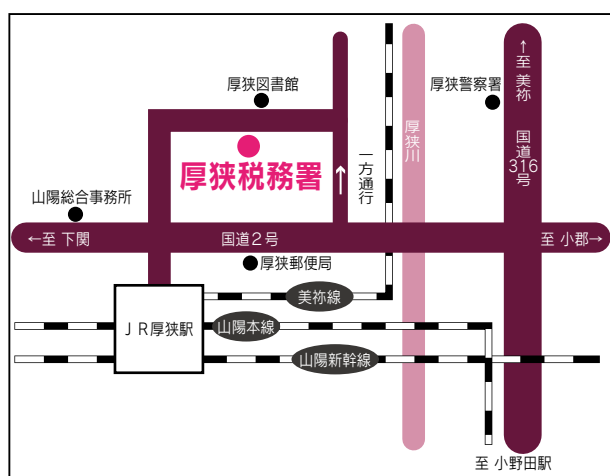 厚狭図書館
厚狭警察署
←至 美祢
国道
316号
厚狭川
一方通行
←
厚狭税務署
山陽総合事務所
←至 下関
国道２号
至 小郡→
厚狭郵便局
美祢線
ＪＲ厚狭駅
山陽本線
山陽新幹線
至 小野田駅